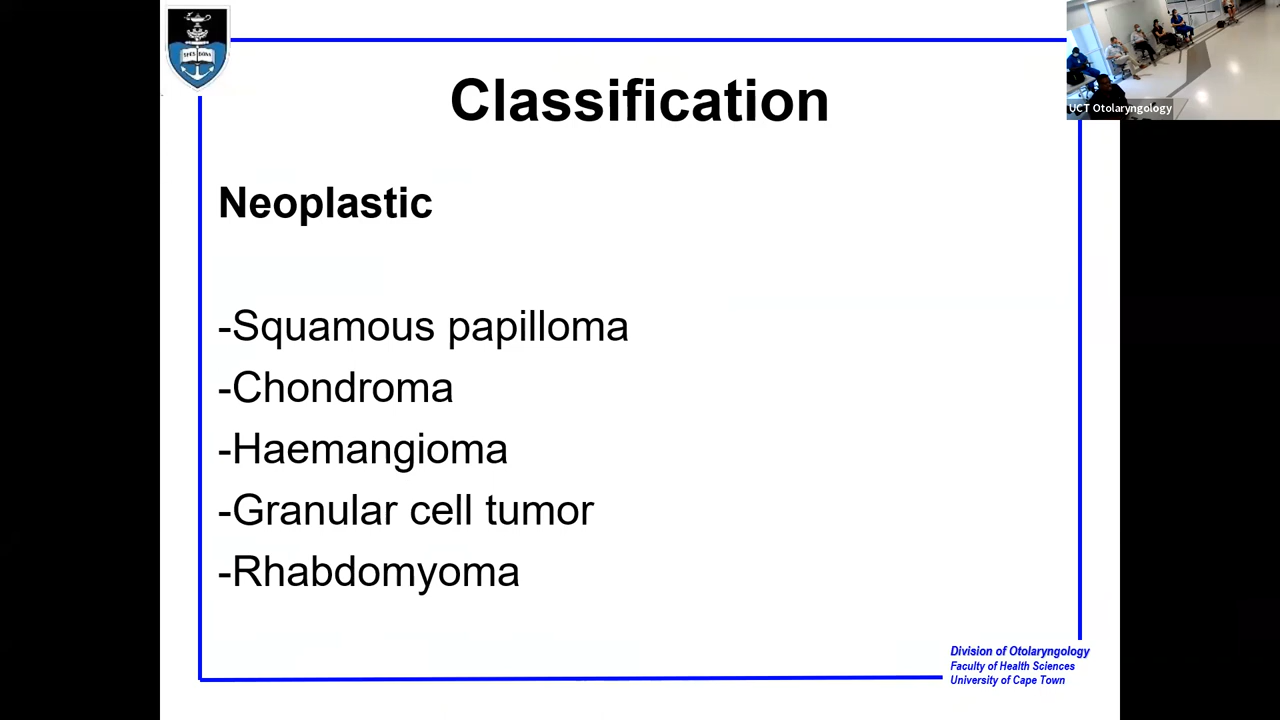 Classification
UCT Otolaryngology
Neoplastic
-Squamous papilloma
-Chondroma
-Haemangioma
-Granular cell tumor
-Rhabdomyoma
Division of Otolaryngology
Faculty of Health Sciences
University of Cape Town